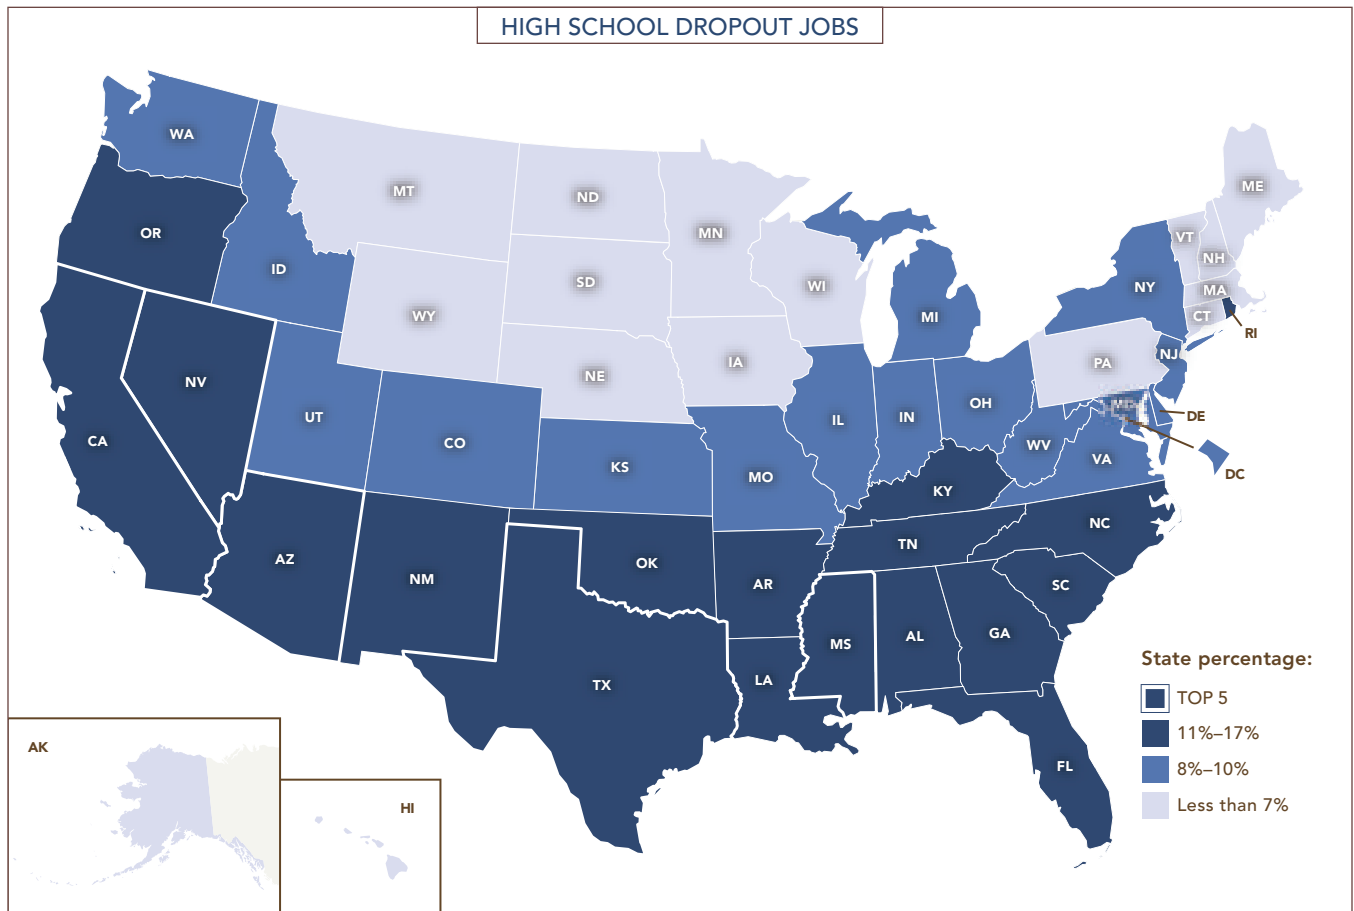 HIGH SCHOOL DROPOUT JOBS
WA
MT
ND
MN
ME
VT
NH
OR
ID
SD
WI
MI
NY
MA
CT
RI
WY
NE
IA
PA
NJ
NV
UT
CO
KS
MO
IL
IN
OH
WV
VA
DE
DC
CA
KY
NC
TN
AZ
NM
OK
AR
SC
MS
AL
GA
TX
LA
FL
State percentage:
TOP 5
11%–17%
8%–10%
Less than 7%
AK
HI